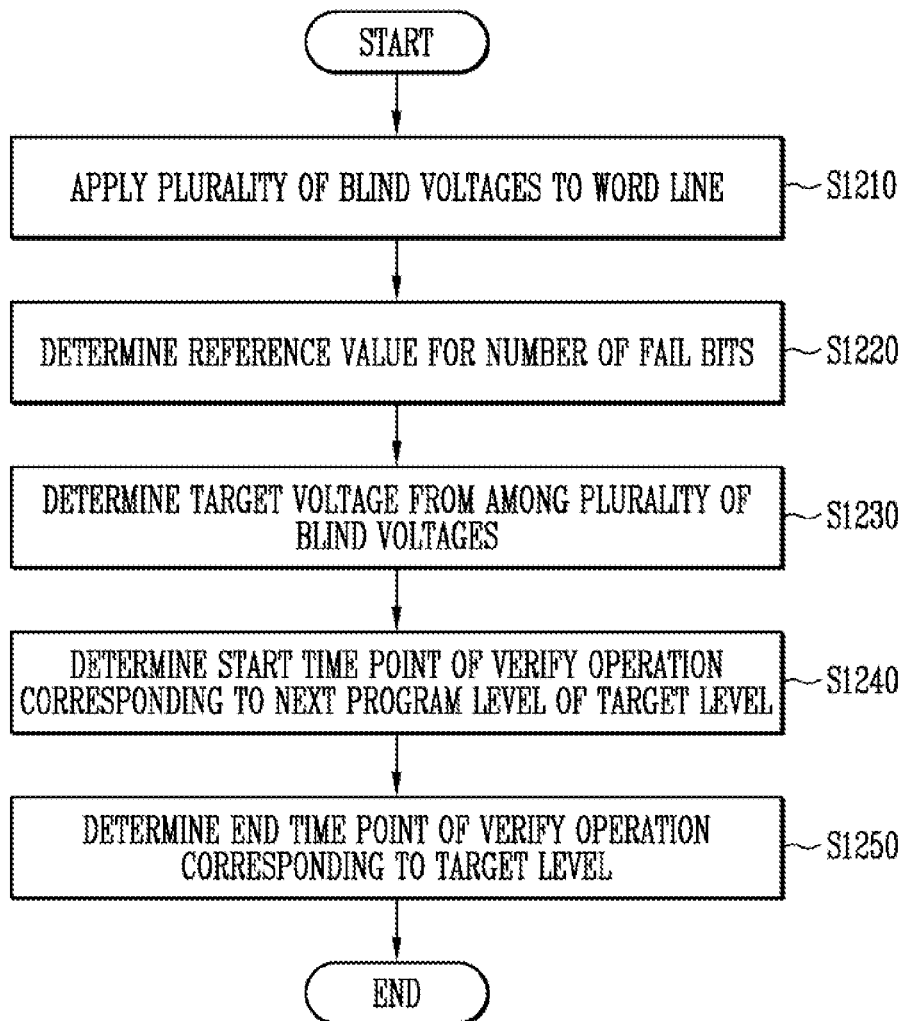 START
APPLY PLURALITY OF BLIND VOLTAGES TO WORD LINE
S1210
DETERMINE REFERENCE VALUE FOR NUMBER OF FAIL BITS
S1220
DETERMINE TARGET VOLTAGE FROM AMONG PLURALITY OF
BLIND VOLTAGES
S1230
DETERMINE START TIME POINT OF VERIFY OPERATION
CORRESPONDING TO NEXT PROGRAM LEVEL OF TARGET LEVEL
S1240
DETERMINE END TIME POINT OF VERIFY OPERATION
CORRESPONDING TO TARGET LEVEL
S1250
END